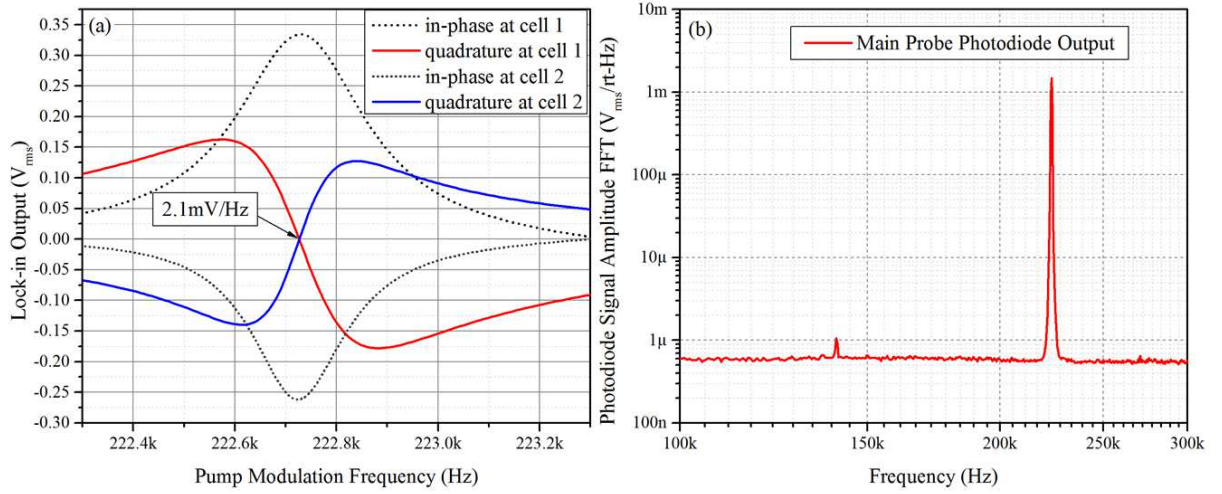 (a)
in-phase at cell 1
quadrature at cell 1
in-phase at cell 2
quadrature at cell 2
2.1mV/Hz
0.35
0.30
0.25
0.20
0.15
0.10
0.05
0.00
-0.05
-0.10
-0.15
-0.20
-0.25
-0.30
Lock-in Output (Vrms)
222.4k 222.6k 222.8k 223.0k 223.2k
Pump Modulation Frequency (Hz)
(b)
Main Probe Photodiode Output
10m
1m
100µ
10µ
1µ
100n
Photodiode Signal Amplitude FFT (Vrms/rt-Hz)
100k 150k 200k 250k 300k
Frequency (Hz)